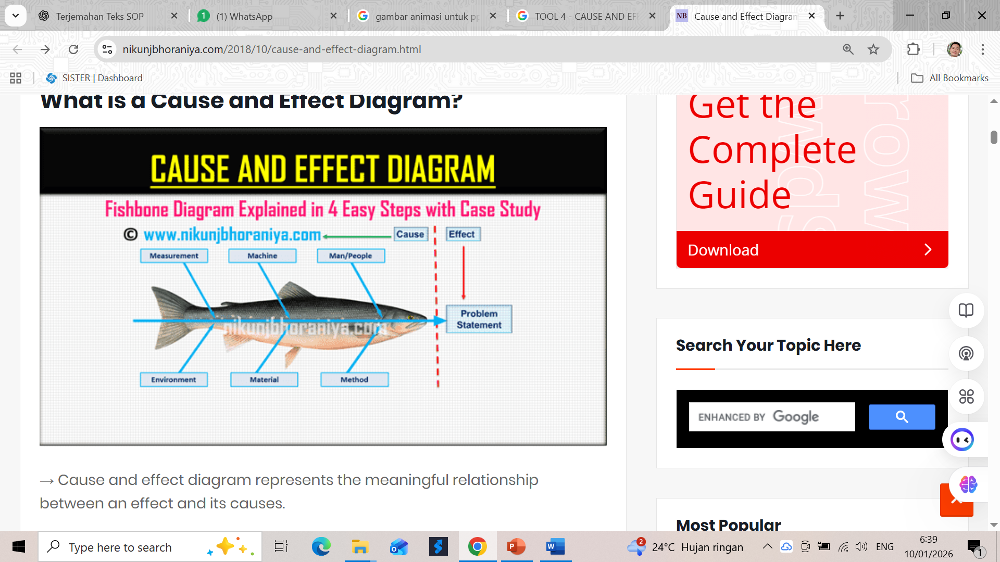 Terjemahan Teks SOP
(1) WhatsApp
gambar animasi untuk pp
TOOL 4 - CAUSE AND EFF
NB
Cause and Effect Diagram
nikunjbhoraniya.com/2018/10/cause-and-effect-diagram.html
SISTER | Dashboard
All Bookmarks
What is a Cause and Effect Diagram?
CAUSE AND EFFECT DIAGRAM
Fishbone Diagram Explained in 4 Easy Steps with Case Study
© www.nikunjbhoraniya.com
Cause
Effect
Measurement
Machine
Man/People
nikunjbhoraniya.com
Problem
Statement
Environment
Material
Method
→ Cause and effect diagram represents the meaningful relationship
between an effect and its causes.
Get the
Complete
Guide
Download
Search Your Topic Here
ENHANCED BY Google
Most Popular
Type here to search
2
24°C Hujan ringan
ENG
6:39
10/01/2026
1